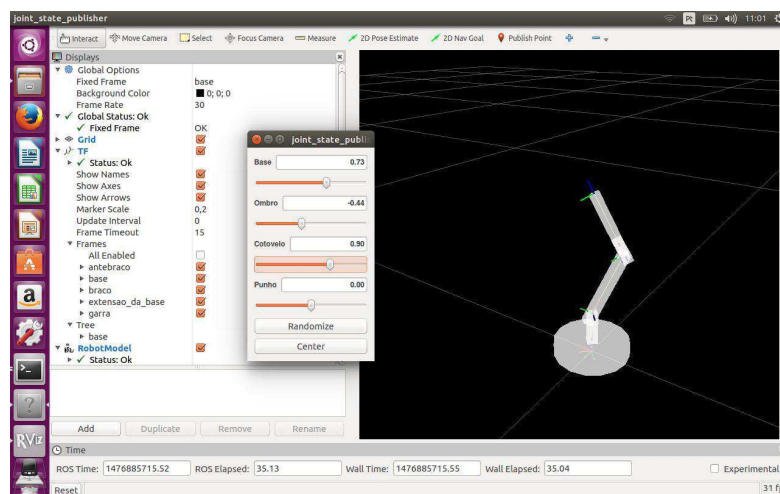 joint_state_publisher
Pt
11:01
Interact Move Camera Select Focus Camera Measure 2D Pose Estimate 2D Nav Goal Publish Point
Displays
Global Options
Fixed Frame base
Background Color 0; 0; 0
Frame Rate 30
Global Status: Ok
Fixed Frame OK
Grid
TF
Status: Ok
Show Names
Show Axes
Show Arrows
Marker Scale 0,2
Update Interval 0
Frame Timeout 15
Frames
All Enabled
antebraco
base
braco
extensao_da_base
garra
Tree
base
RobotModel
Status: Ok
Add Duplicate Remove Rename
joint_state_publi
Base 0.73
Ombro -0.44
Cotovelo 0.90
Punho 0.00
Randomize
Center
Time
ROS Time: 1476885715.52 ROS Elapsed: 35.13 Wall Time: 1476885715.55 Wall Elapsed: 35.04 Experimental
Reset 31 f
RViz